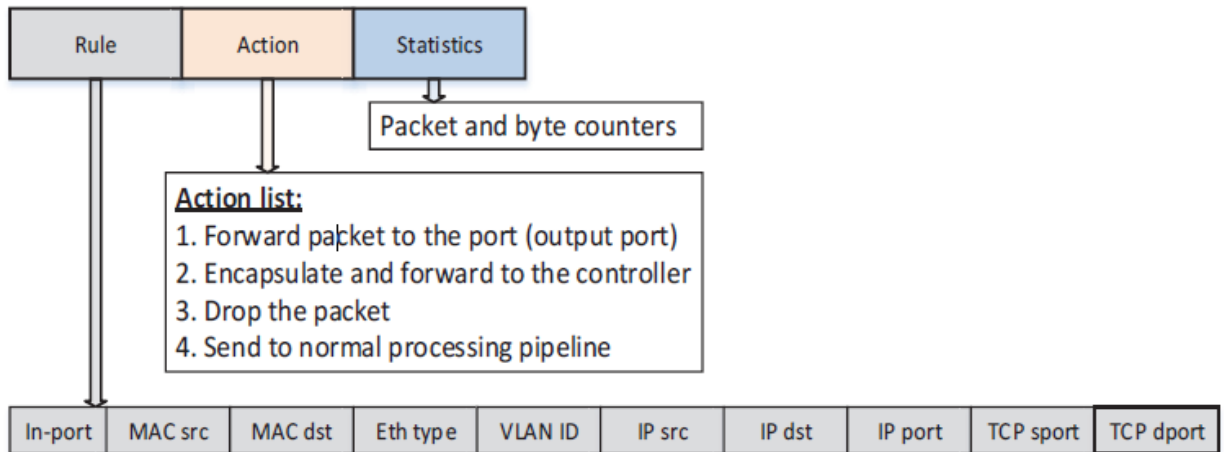 Rule Action Statistics
Packet and byte counters
Action list:
1. Forward packet to the port (output port)
2. Encapsulate and forward to the controller
3. Drop the packet
4. Send to normal processing pipeline
In-port MAC src MAC dst Eth type VLAN ID IP src IP dst IP port TCP sport TCP dport